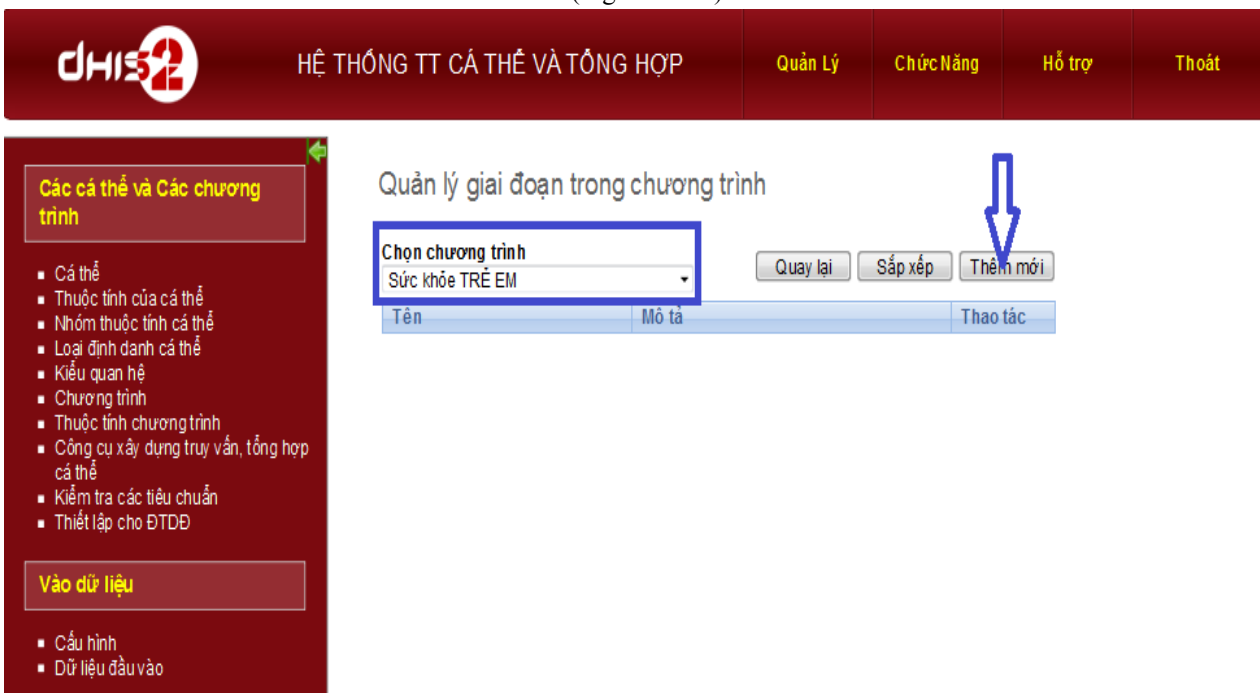 dHIS2
HỆ THỐNG TT CÁ THỂ VÀ TỔNG HỢP
Quản Lý
Chức Năng
Hỗ trợ
Thoát
Các cá thể và Các chương
trình
Cá thể
Thuộc tính của cá thể
Nhóm thuộc tính cá thể
Loại định danh cá thể
Kiểu quan hệ
Chương trình
Thuộc tính chương trình
Công cụ xây dựng truy vấn, tổng hợp
cá thể
Kiểm tra các tiêu chuẩn
Thiết lập cho ĐTDĐ
Vào dữ liệu
Cấu hình
Dữ liệu đầu vào
Quản lý giai đoạn trong chương trình
Chọn chương trình
Sức khỏe TRẺ EM
Quay lại
Sắp xếp
Thêm mới
Tên
Mô tả
Thao tác